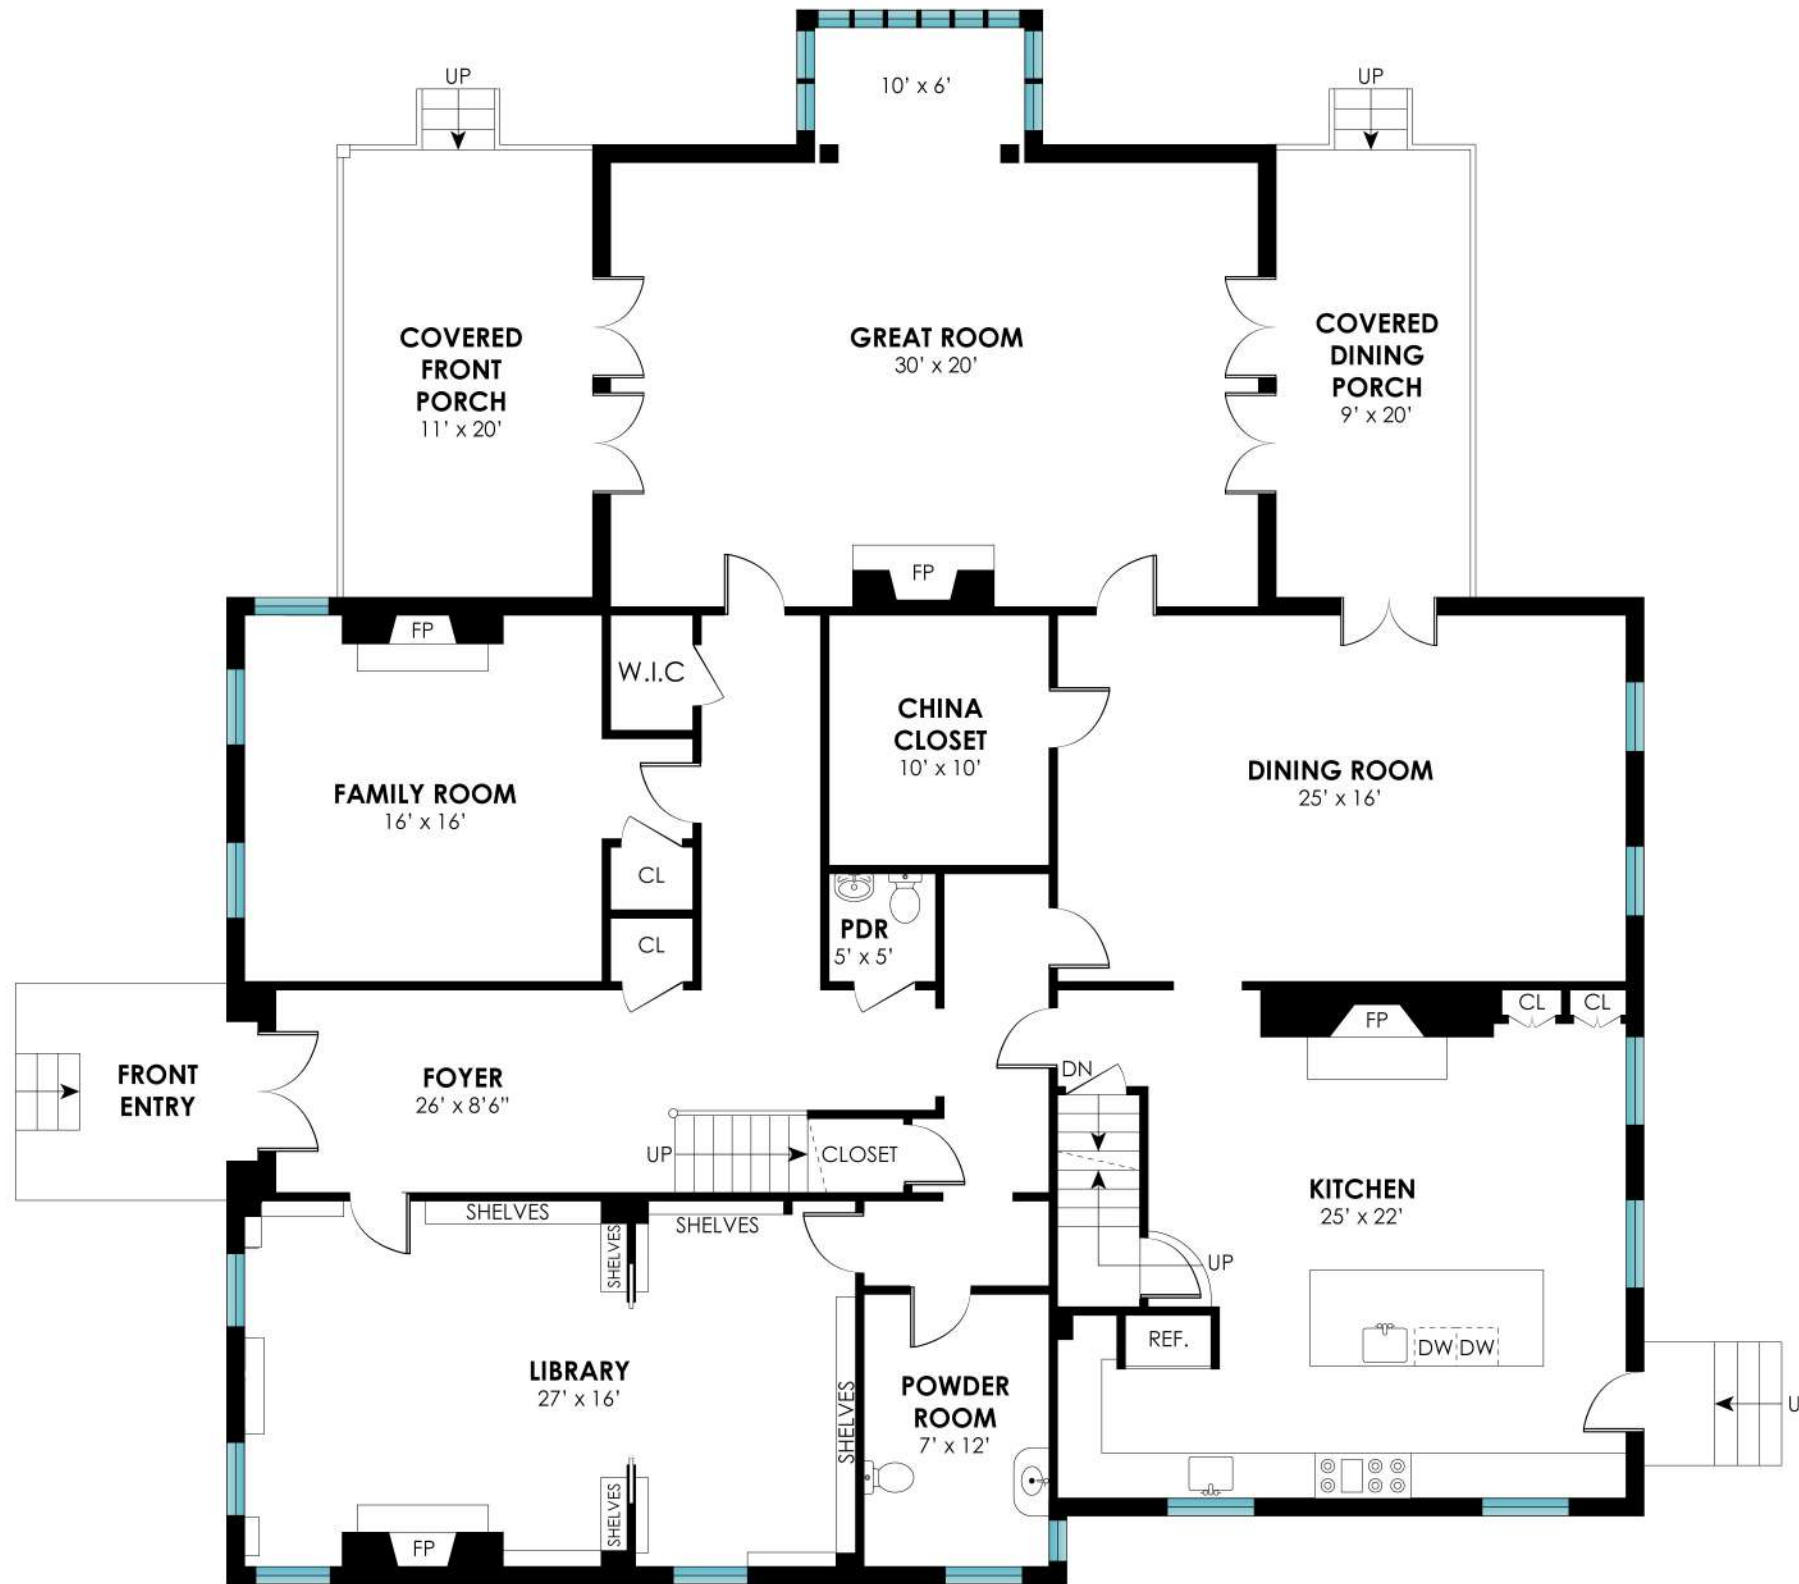 10' x 6'
UP
UP
COVERED
FRONT
PORCH
11' x 20'
GREAT ROOM
30' x 20'
COVERED
DINING
PORCH
9' x 20'
FP
FP
W.I.C
CHINA
CLOSET
10' x 10'
DINING ROOM
25' x 16'
FAMILY ROOM
16' x 16'
CL
CL
PDR
5' x 5'
CL
CL
FP
FRONT
ENTRY
FOYER
26' x 8'6"
DN
UP
CLOSET
KITCHEN
25' x 22'
SHELVES
SHELVES
SHELVES
UP
REF.
DW
DW
LIBRARY
27' x 16'
SHELVES
POWDER
ROOM
7' x 12'
U
SHELVES
FP